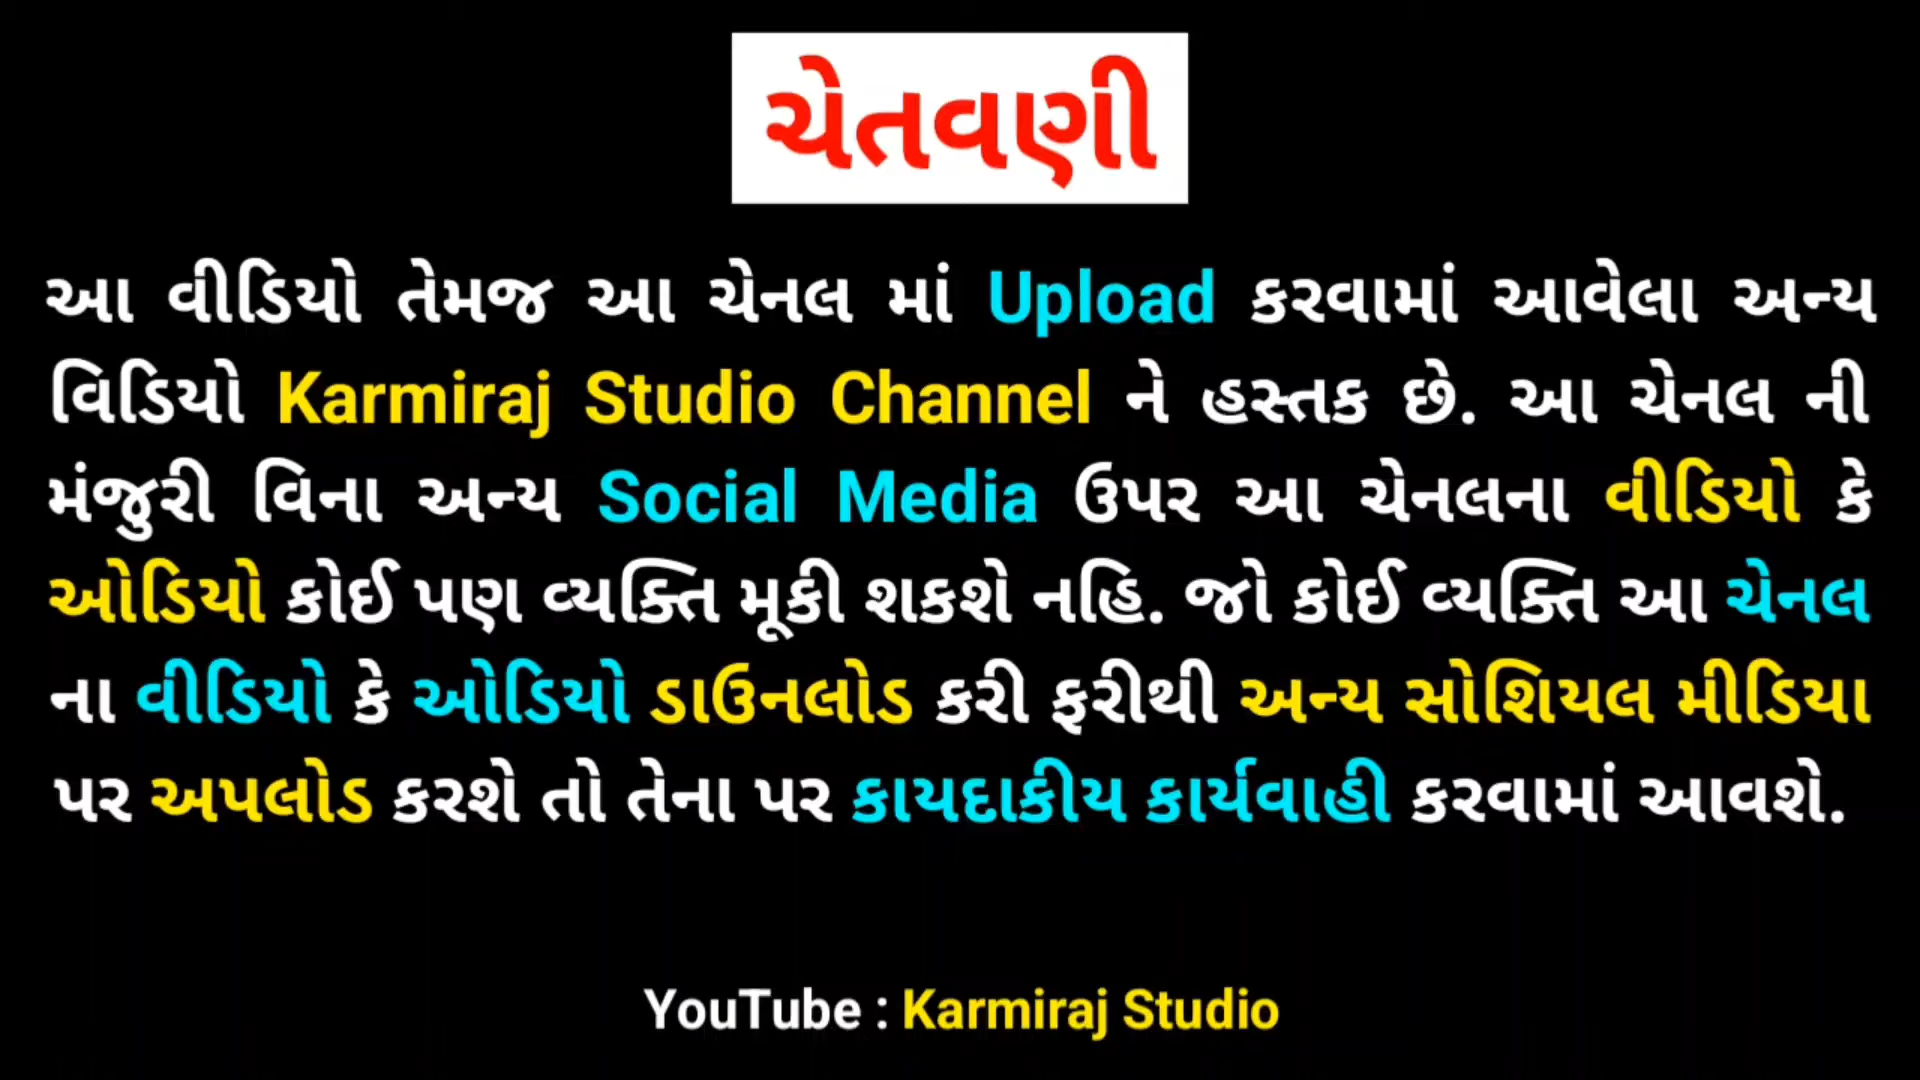 ચેતવણી
આ વીડિયો તેમજ આ ચેનલ માં Upload કરવામાં આવેલા અન્ય
વિડિયો Karmiraj Studio Channel ને હસ્તક છે. આ ચેનલ ની
મંજુરી વિના અન્ય Social Media ઉપર આ ચેનલના વીડિયો કે
ઓડિયો કોઈ પણ વ્યક્તિ મૂકી શકશે નહિ. જો કોઈ વ્યક્તિ આ ચેનલ
ના વીડિયો કે ઓડિયો ડાઉનલોડ કરી ફરીથી અન્ય સોશિયલ મીડિયા
પર અપલોડ કરશે તો તેના પર કાયદાકીય કાર્યવાહી કરવામાં આવશે.
YouTube : Karmiraj Studio